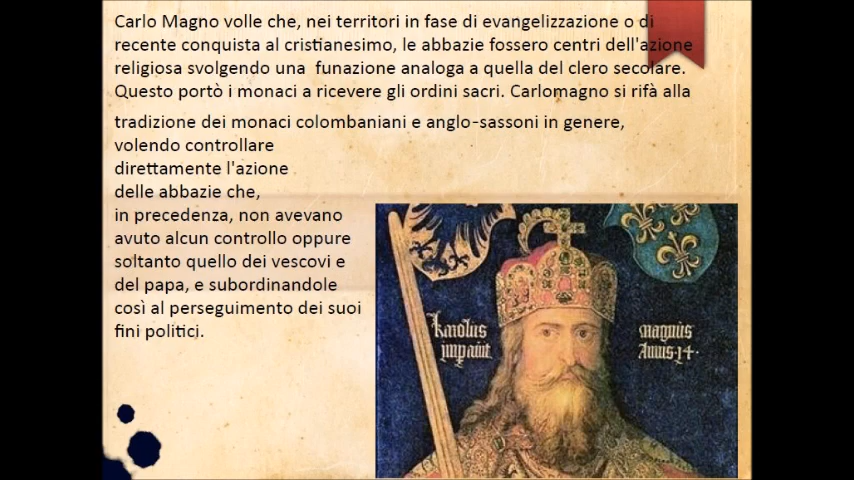 Carlo Magno volle che, nei territori in fase di evangelizzazione o di
recente conquista al cristianesimo, le abbazie fossero centri dell'azione
religiosa svolgendo una funazione analoga a quella del clero secolare.
Questo portò i monaci a ricevere gli ordini sacri. Carlomagno si rifà alla
tradizione dei monaci colombaniani e anglo-sassoni in genere,
volendo controllare
direttamente l'azione
delle abbazie che,
in precedenza, non avevano
avuto alcun controllo oppure
soltanto quello dei vescovi e
del papa, e subordinandole
così al perseguimento dei suoi
fini politici.
karolus magnus
Annis·14·